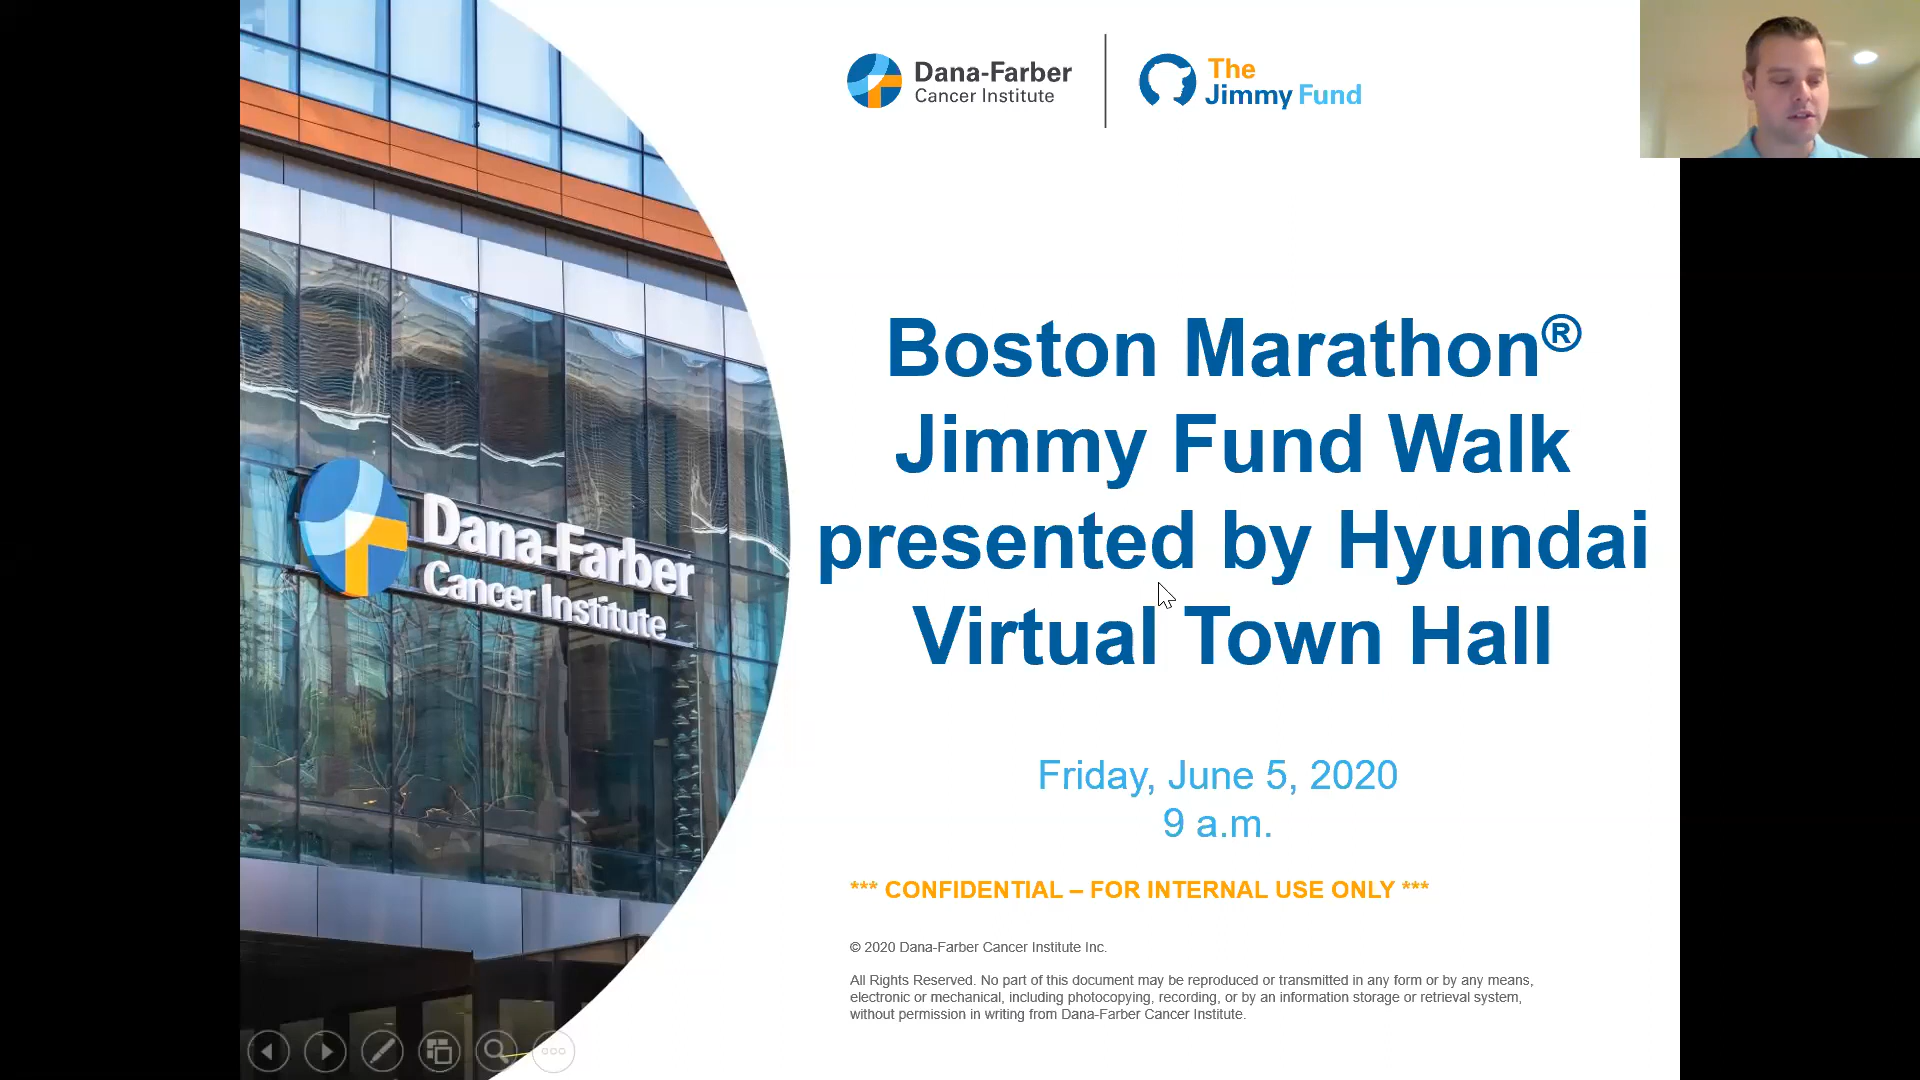 Dana-Farber
Cancer Institute
The
Jimmy Fund
Boston Marathon®
Jimmy Fund Walk
presented by Hyundai
Virtual Town Hall
Dana-Farber
Cancer Institute
Friday, June 5, 2020
9 a.m.
*** CONFIDENTIAL – FOR INTERNAL USE ONLY ***
© 2020 Dana-Farber Cancer Institute Inc.
All Rights Reserved. No part of this document may be reproduced or transmitted in any form or by any means,
electronic or mechanical, including photocopying, recording, or by an information storage or retrieval system,
without permission in writing from Dana-Farber Cancer Institute.